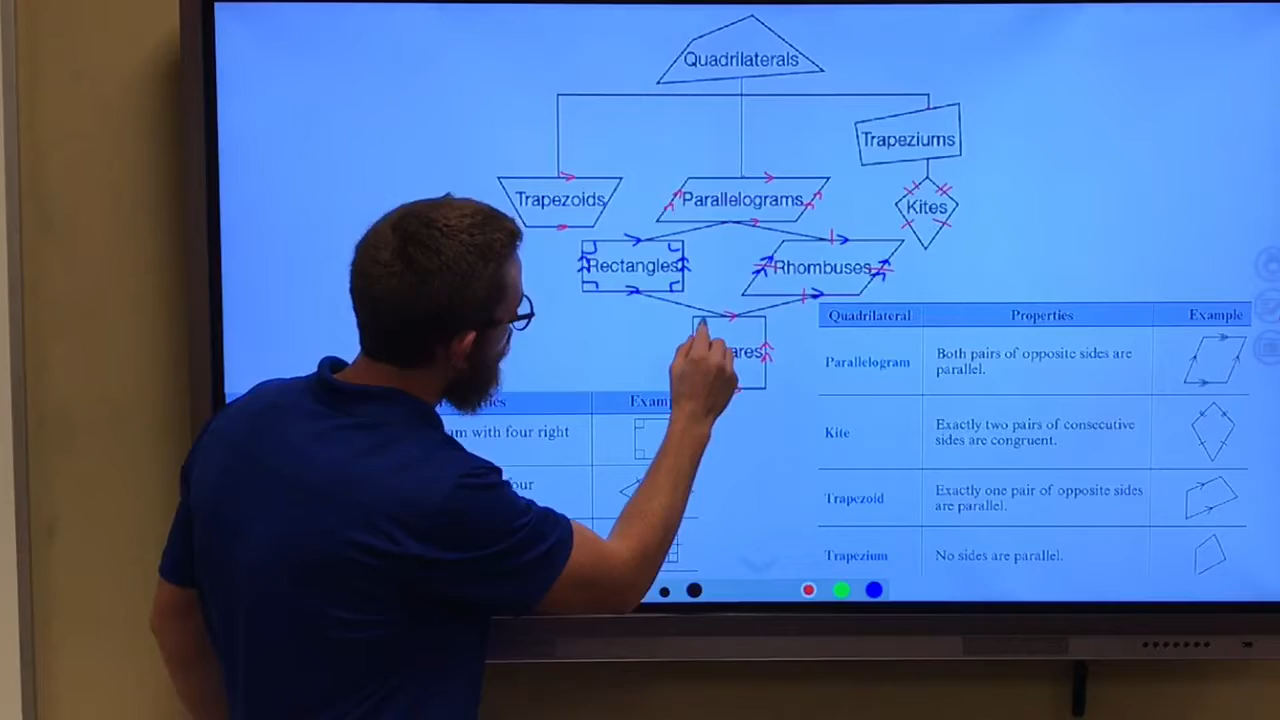 Quadrilaterals
Trapeziums
Trapezoids
Parallelograms
Kites
Rectangles
Rhombuses
ares
Quadrilateral Properties Example
Parallelogram Both pairs of opposite sides are
parallel.
Kite Exactly two pairs of consecutive
sides are congruent.
Trapezoid Exactly one pair of opposite sides
are parallel.
Trapezium No sides are parallel.
ies Examp
am with four right
four